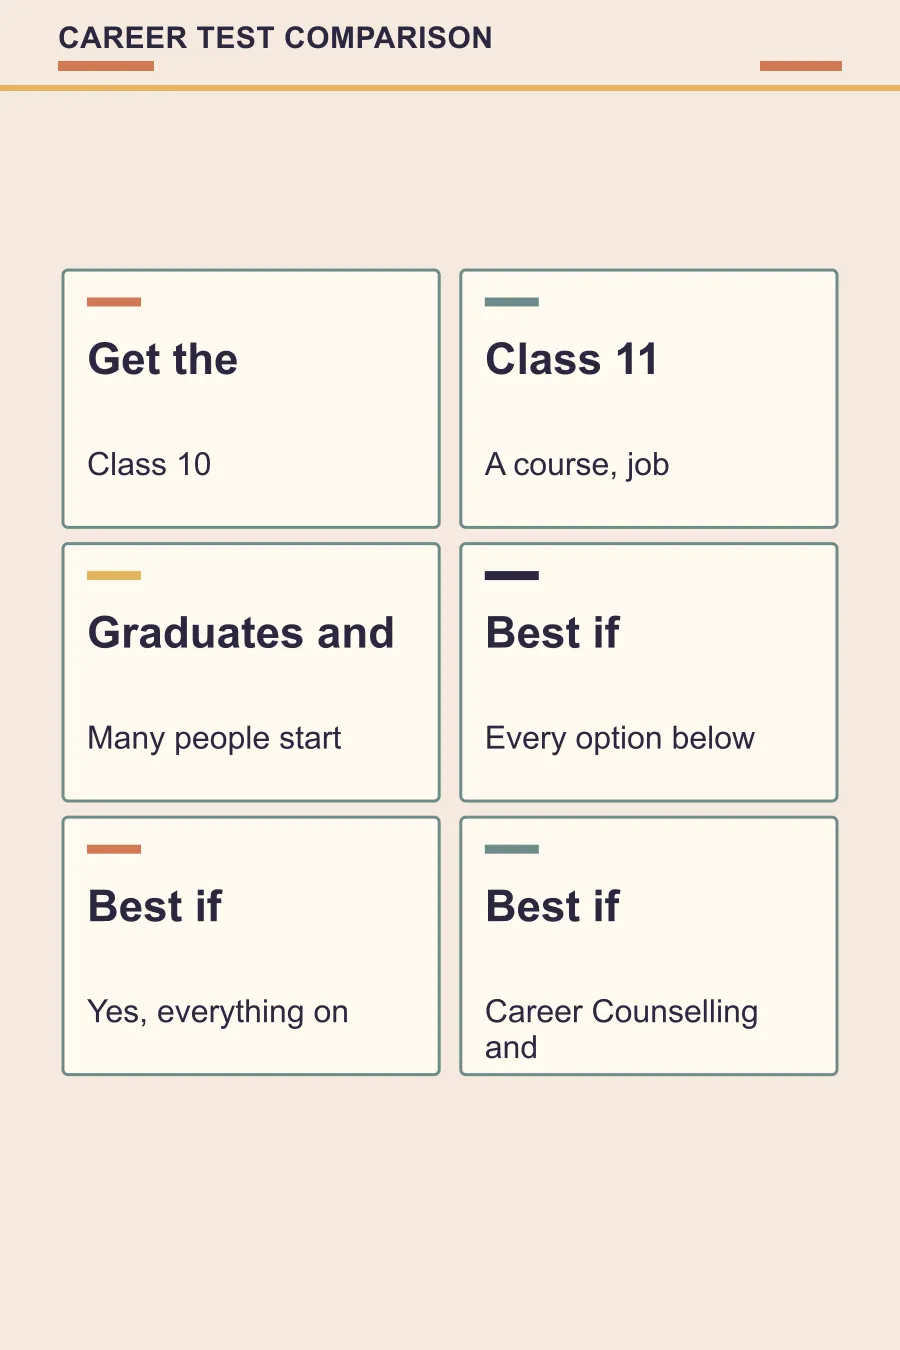 CAREER TEST COMPARISON
Get the
Class 10
Class 11
A course, job
Graduates and
Many people start
Best if
Every option below
Best if
Yes, everything on
Best if
Career Counselling
and